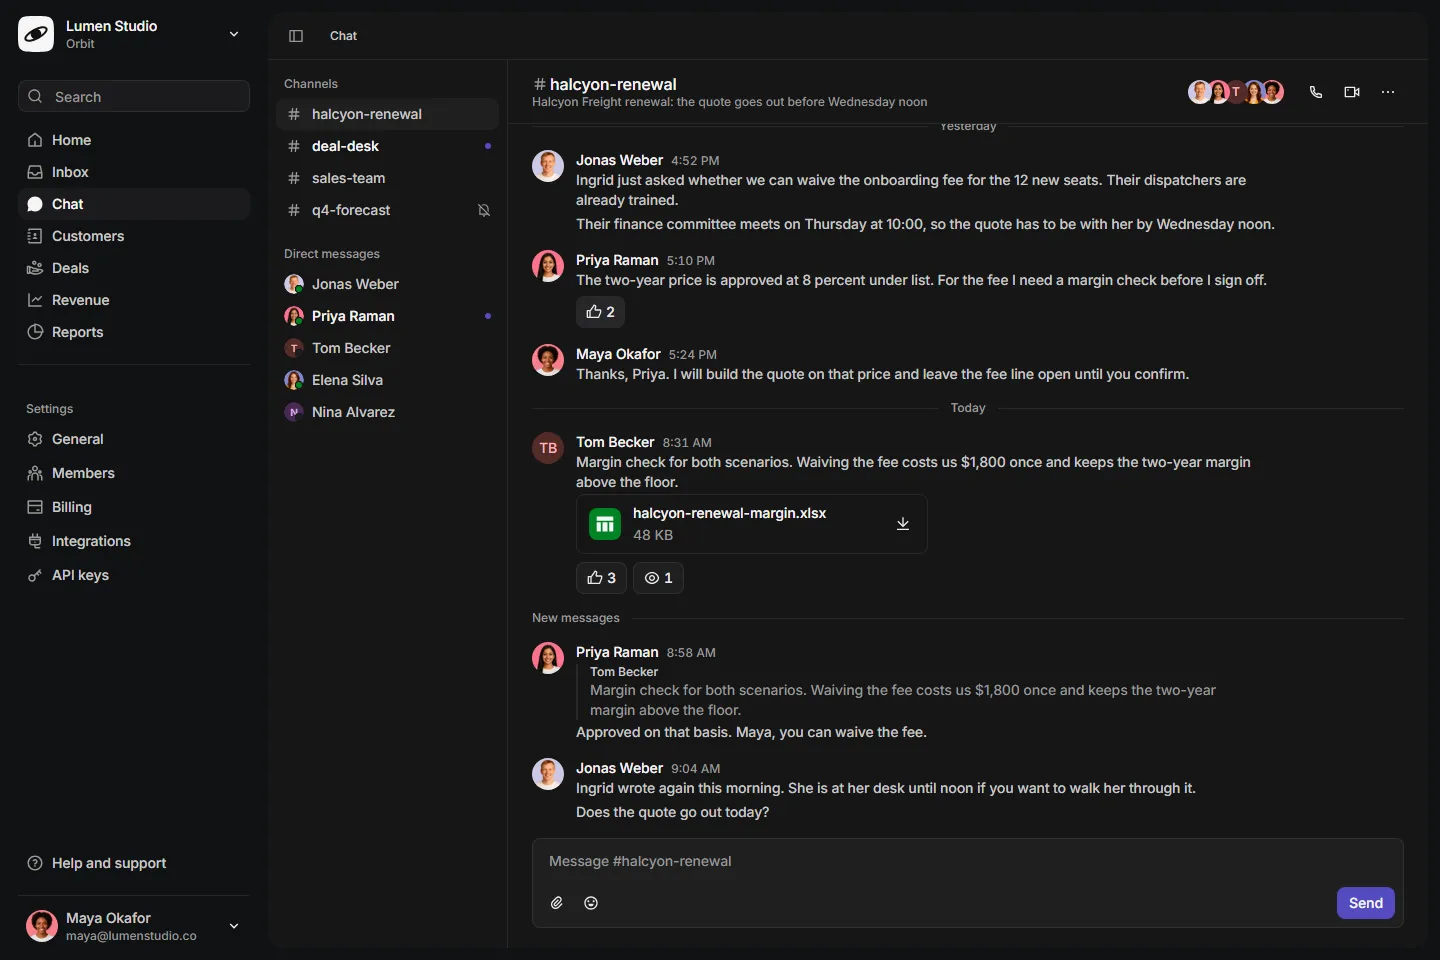 Lumen Studio
Orbit
Search
Home
Inbox
Chat
Customers
Deals
Revenue
Reports
Settings
General
Members
Billing
Integrations
API keys
Help and support
Maya Okafor
maya@lumenstudio.co
Chat
Channels
# halcyon-renewal
# deal-desk
# sales-team
# q4-forecast
Direct messages
Jonas Weber
Priya Raman
T Tom Becker
Elena Silva
N Nina Alvarez
# halcyon-renewal
Halcyon Freight renewal: the quote goes out before Wednesday noon
T
Yesterday
Jonas Weber 4:52 PM
Ingrid just asked whether we can waive the onboarding fee for the 12 new seats. Their dispatchers are
already trained.
Their finance committee meets on Thursday at 10:00, so the quote has to be with her by Wednesday noon.
Priya Raman 5:10 PM
The two-year price is approved at 8 percent under list. For the fee I need a margin check before I sign off.
2
Maya Okafor 5:24 PM
Thanks, Priya. I will build the quote on that price and leave the fee line open until you confirm.
Today
TB
Tom Becker 8:31 AM
Margin check for both scenarios. Waiving the fee costs us $1,800 once and keeps the two-year margin
above the floor.
halcyon-renewal-margin.xlsx
48 KB
3 1
New messages
Priya Raman 8:58 AM
Tom Becker
Margin check for both scenarios. Waiving the fee costs us $1,800 once and keeps the two-year
margin above the floor.
Approved on that basis. Maya, you can waive the fee.
Jonas Weber 9:04 AM
Ingrid wrote again this morning. She is at her desk until noon if you want to walk her through it.
Does the quote go out today?
Message #halcyon-renewal
Send